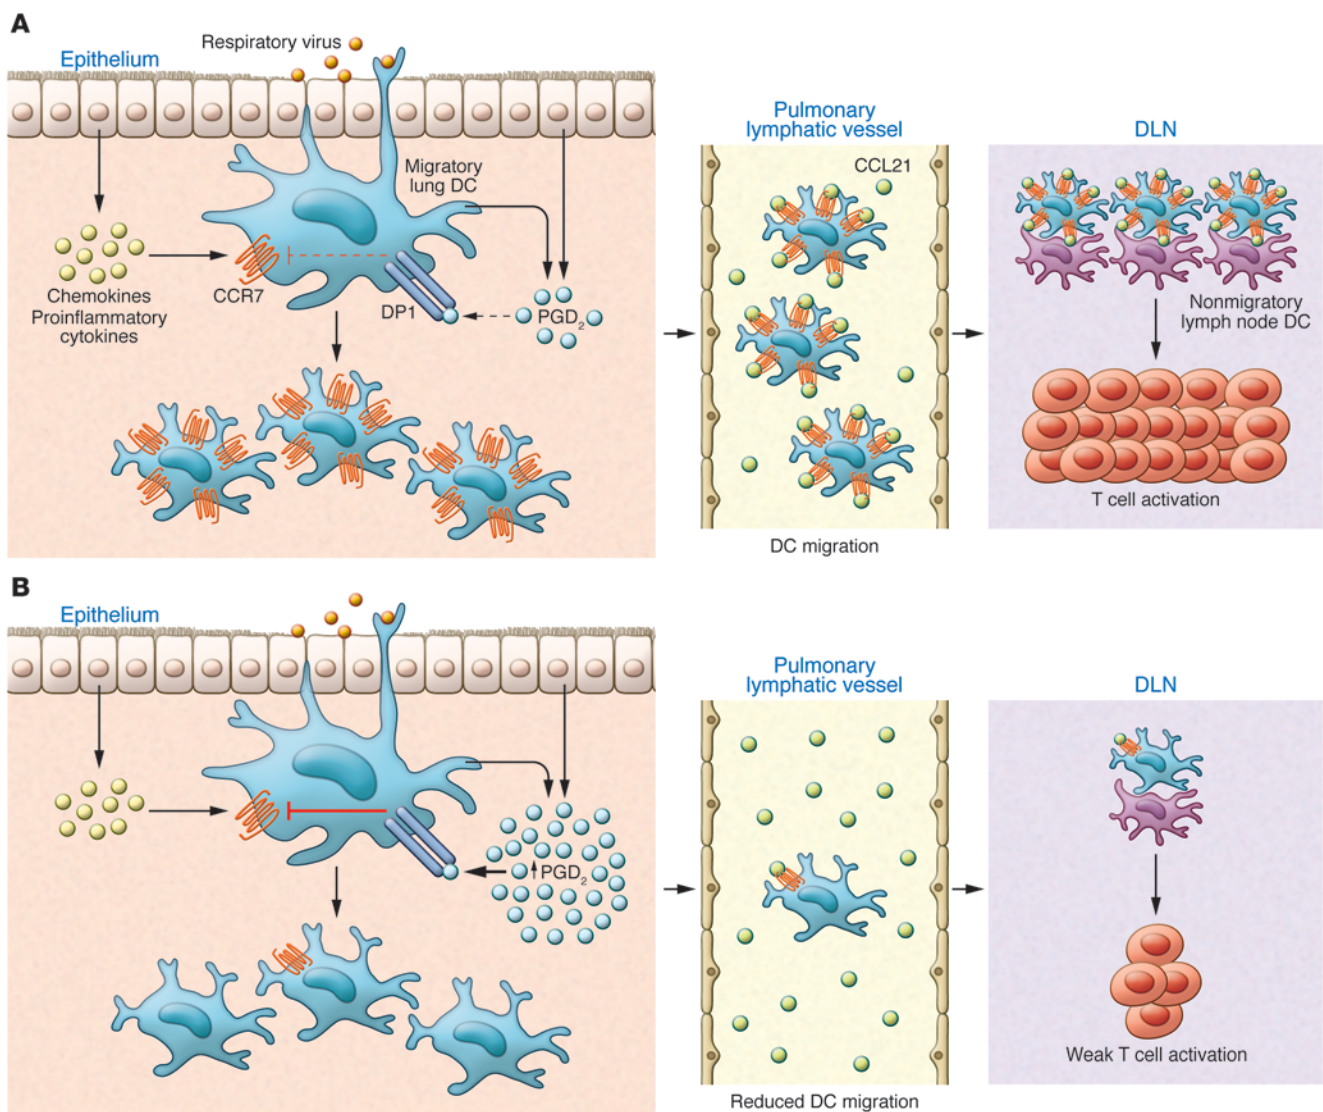 A
Epithelium
Respiratory virus
Migratory
lung DC
Chemokines
Proinflammatory
cytokines
CCR7
DP1
PGD2
Pulmonary
lymphatic vessel
CCL21
DC migration
DLN
Nonmigratory
lymph node DC
T cell activation
B
Epithelium
↑PGD2
Pulmonary
lymphatic vessel
Reduced DC migration
DLN
Weak T cell activation